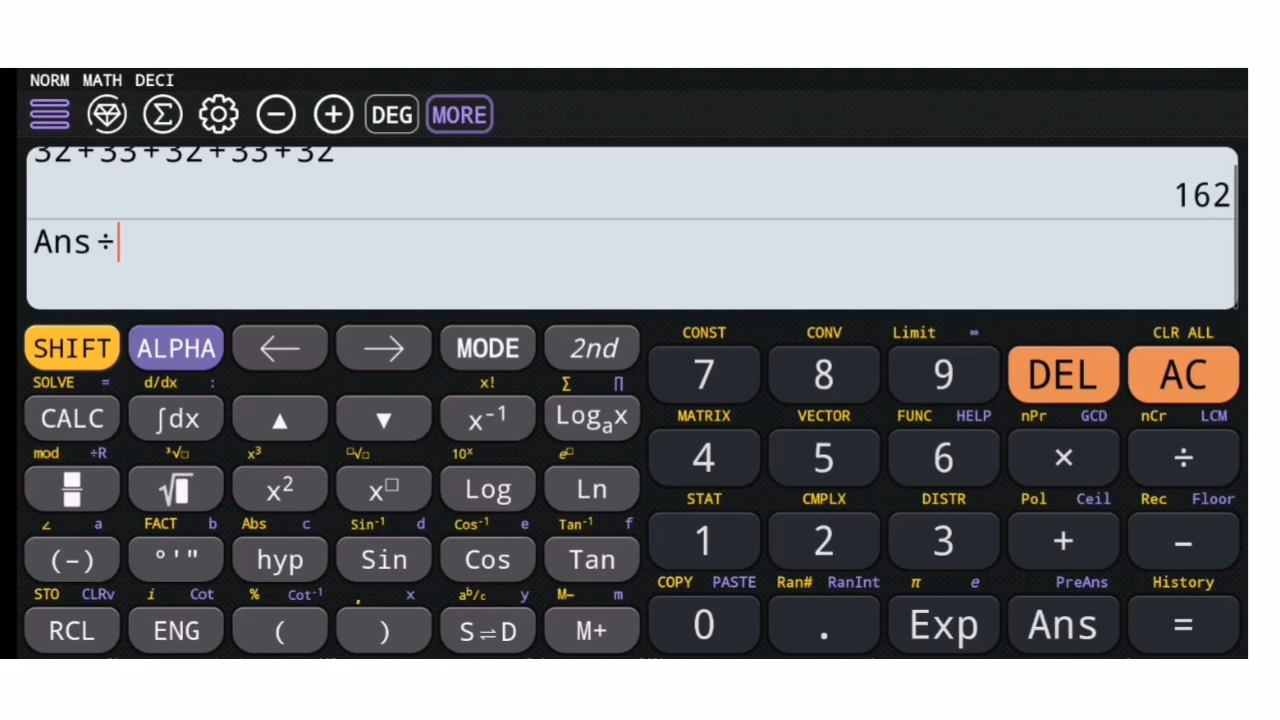 NORM MATH DECI
DEG MORE
32+33+32+33+32
162
Ans÷
SHIFT ALPHA ← → MODE 2nd
SOLVE = d/dx : x! Σ ∏
CALC ∫dx ▲ ▼ x⁻¹ Logₐx
mod ÷R ³√□ x³ □√□ 10ˣ e□
√ x² x□ Log Ln
∠ a FACT b Abs c Sin⁻¹ d Cos⁻¹ e Tan⁻¹ f
(−) °'" hyp Sin Cos Tan
STO CLRv i Cot % Cot⁻¹ , x aᵇ/c y M− m
RCL ENG ( ) S⇌D M+
CONST CONV Limit ∞ CLR ALL
7 8 9 DEL AC
MATRIX VECTOR FUNC HELP nPr GCD nCr LCM
4 5 6 × ÷
STAT CMPLX DISTR Pol Ceil Rec Floor
1 2 3 + −
COPY PASTE Ran# RanInt π e PreAns History
0 . Exp Ans =